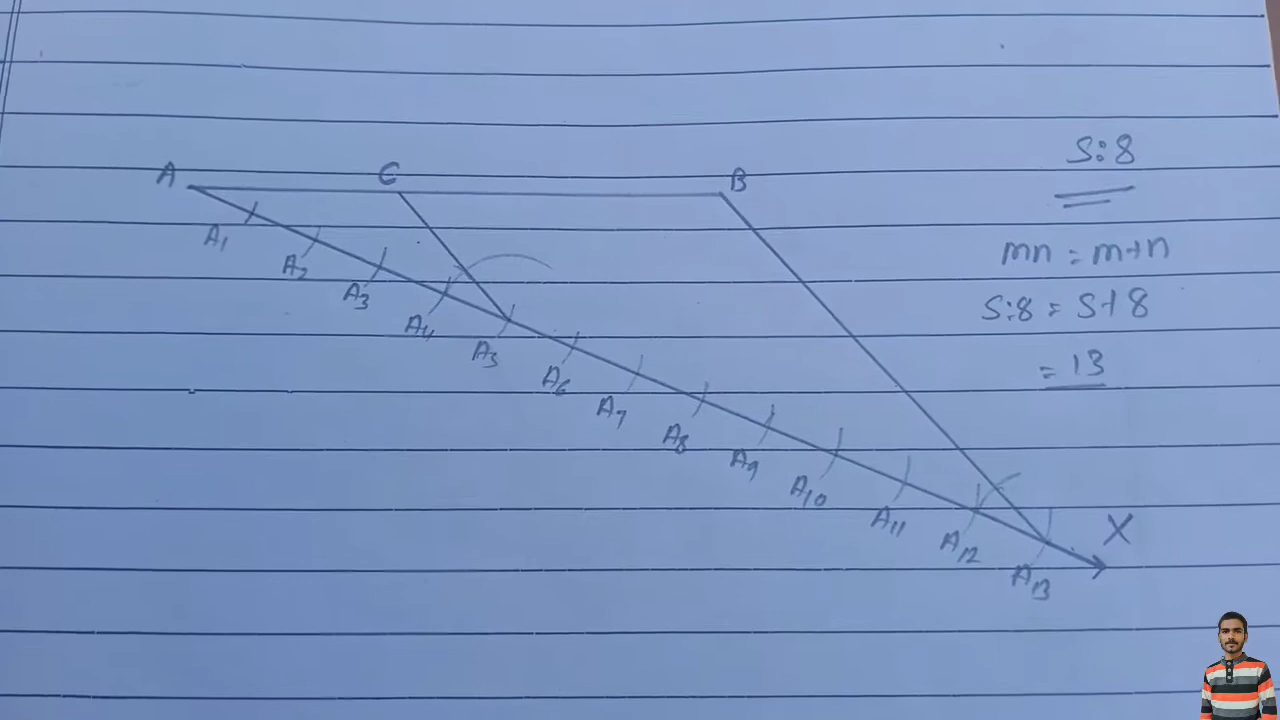 A C B
5:8
mn = m+n
5:8 = 5+8
= 13
A1
A2
A3
A4
A5
A6
A7
A8
A9
A10
A11
A12
A13
X